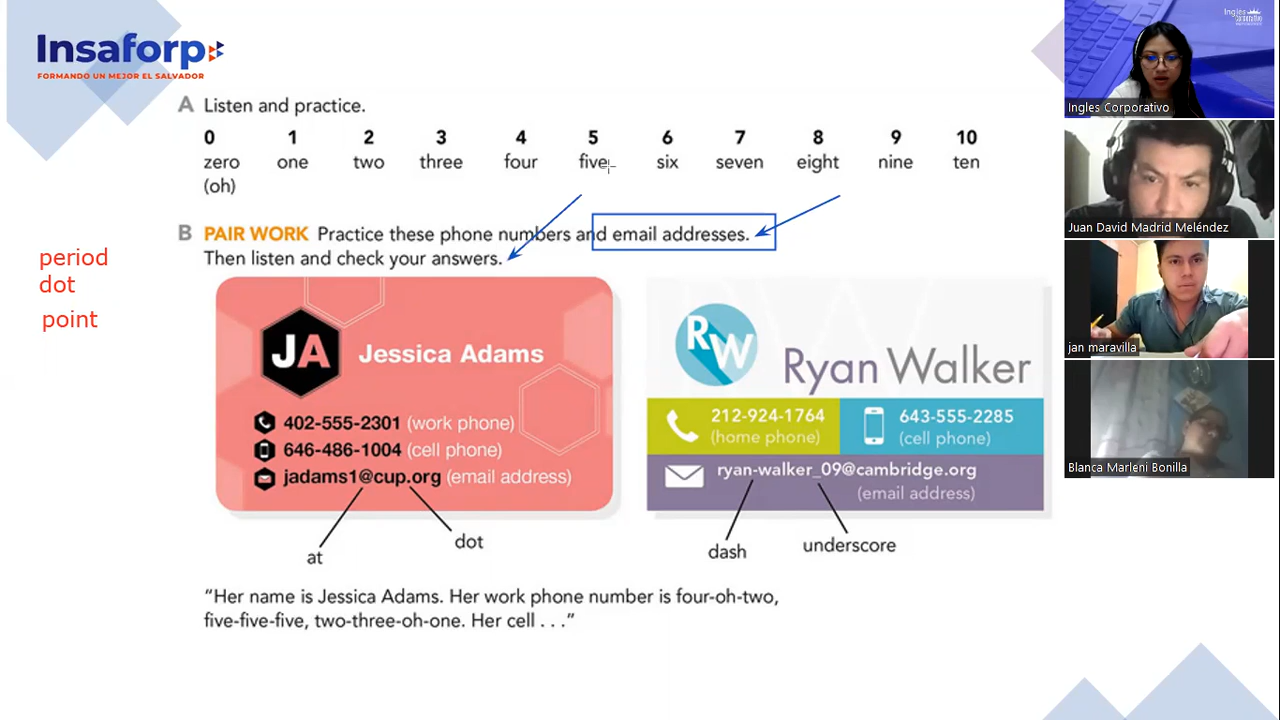 Insaforp
FORMANDO UN MEJOR EL SALVADOR
A Listen and practice.
0 1 2 3 4 5 6 7 8 9 10
zero one two three four five six seven eight nine ten
(oh)
B PAIR WORK Practice these phone numbers and email addresses.
Then listen and check your answers.
period
dot
point
JA
Jessica Adams
402-555-2301 (work phone)
646-486-1004 (cell phone)
jadams1@cup.org (email address)
at
dot
RW
Ryan Walker
212-924-1764
(home phone)
643-555-2285
(cell phone)
ryan-walker_09@cambridge.org
(email address)
dash
underscore
“Her name is Jessica Adams. Her work phone number is four-oh-two,
five-five-five, two-three-oh-one. Her cell . . .”
Inglés
corporativo
Ingles Corporativo
Juan David Madrid Meléndez
jan maravilla
Blanca Marleni Bonilla